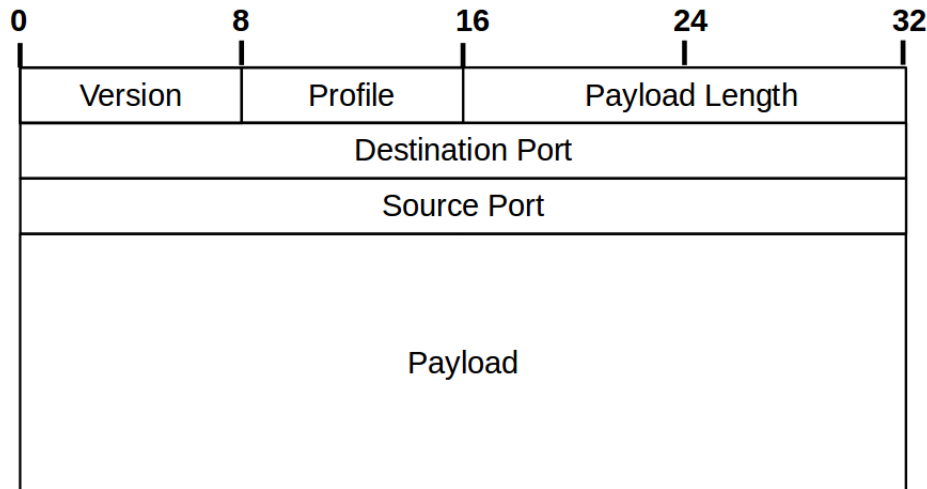 0 8 16 24 32
Version Profile Payload Length
Destination Port
Source Port
Payload